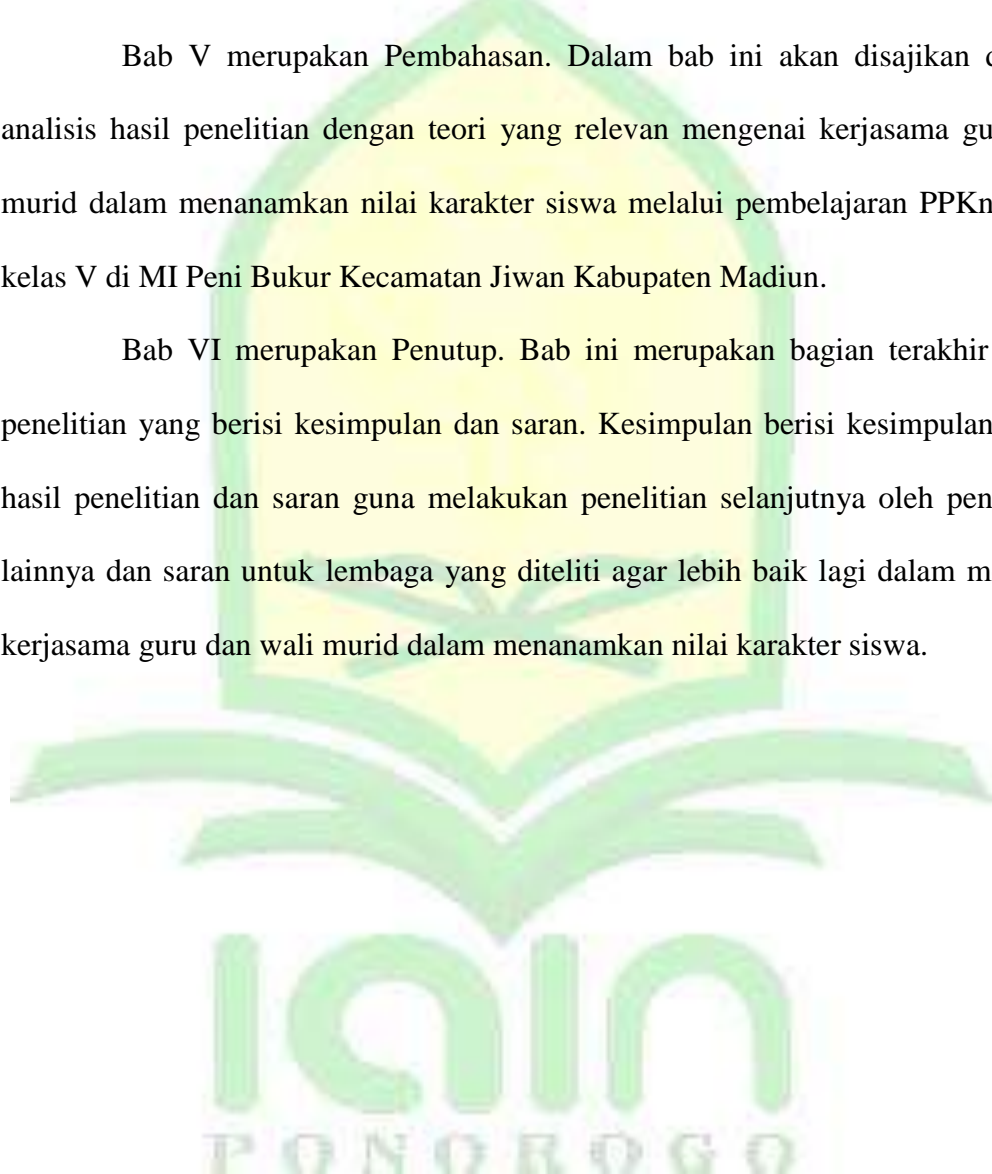 Bab V merupakan Pembahasan. Dalam bab ini akan disajikan
analisis hasil penelitian dengan teori yang relevan mengenai kerjasama
murid dalam menanamkan nilai karakter siswa melalui pembelajaran PPKn
kelas V di MI Peni Bukur Kecamatan Jiwan Kabupaten Madiun.
Bab VI merupakan Penutup. Bab ini merupakan bagian terakhir
penelitian yang berisi kesimpulan dan saran. Kesimpulan berisi kesimpulan
hasil penelitian dan saran guna melakukan penelitian selanjutnya oleh
lainnya dan saran untuk lembaga yang diteliti agar lebih baik lagi dalam
kerjasama guru dan wali murid dalam menanamkan nilai karakter siswa.
iain
PONOROGO